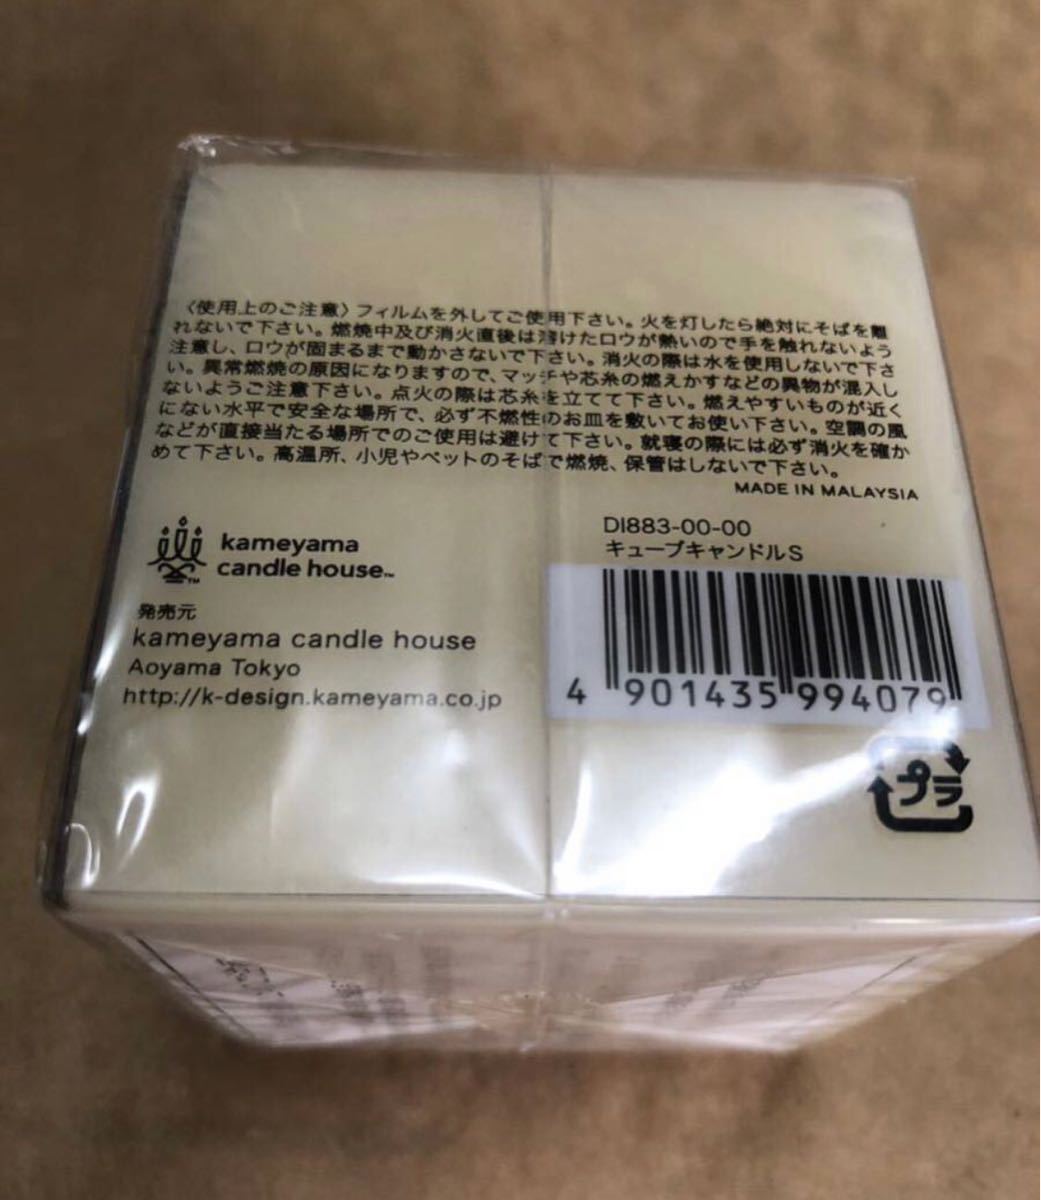 〈使用上のご注意〉フィルムを外してご使用下さい。火を灯したら絶対にそばを離
れないで下さい。燃焼中及び消火直後は溶けたロウが熱いので手を触れないよう
注意し、ロウが固まるまで動かさないで下さい。消火の際は水を使用しないで下さ
い。異常燃焼の原因になりますので、マッチや芯糸の燃えかすなどの異物が混入し
ないようご注意下さい。点火の際は芯糸を立てて下さい。燃えやすいものが近く
にない水平で安全な場所で、必ず不燃性のお皿を敷いてお使い下さい。空調の風
などが直接当たる場所でのご使用は避けて下さい。就寝の際には必ず消火を確か
めて下さい。高温所、小児やペットのそばで燃焼、保管はしないで下さい。
MADE IN MALAYSIA
kameyama
candle house™
発売元
kameyama candle house
Aoyama Tokyo
http://k-design.kameyama.co.jp
DI883-00-00
キューブキャンドルS
4 901435 994079
プラ